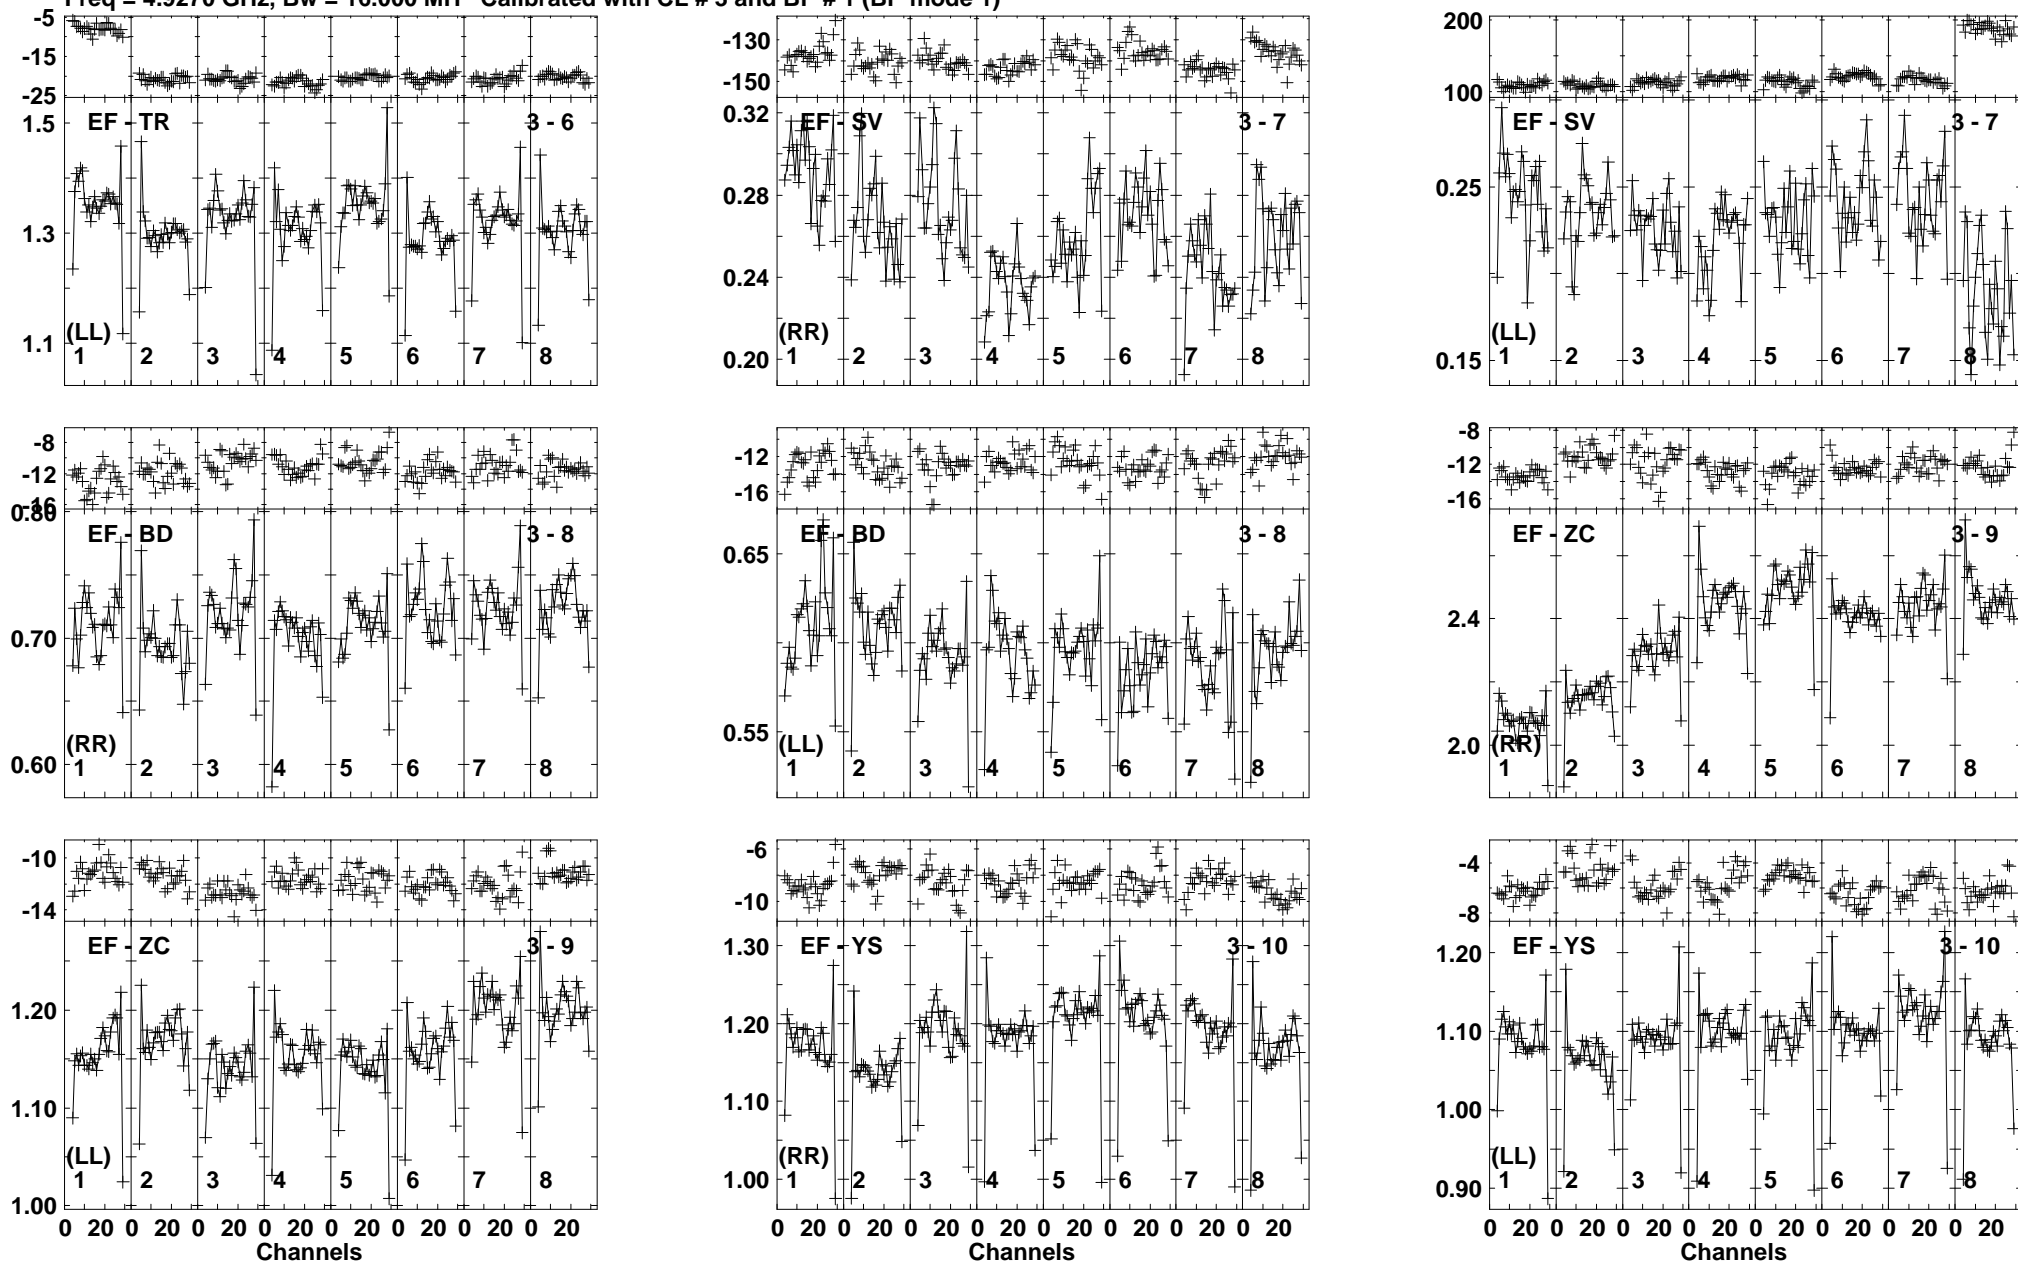 Freq = 4.9270 GHz, Bw = 16.000 MH Calibrated with CL # 3 and BP # 1 (BP mode 1)
-5 -15 -25
-130 -150
200 100
1.5 1.3 1.1
EF - TR 3 - 6
(LL)
1 2 3 4 5 6 7 8
0.32 0.28 0.24 0.20
EF - SV 3 - 7
(RR)
1 2 3 4 5 6 7 8
0.25 0.15
EF - SV 3 - 7
(LL)
1 2 3 4 5 6 7 8
-8 -12 -16
-12 -16
-8 -12 -16
0.80 0.70 0.60
EF - BD 3 - 8
(RR)
1 2 3 4 5 6 7 8
0.65 0.55
EF - BD 3 - 8
(LL)
1 2 3 4 5 6 7 8
2.4 2.0
EF - ZC 3 - 9
(RR)
1 2 3 4 5 6 7 8
-10 -14
-6 -10
-4 -8
1.20 1.10 1.00
EF - ZC 3 - 9
(LL)
1 2 3 4 5 6 7 8
1.30 1.20 1.10 1.00
EF - YS 3 - 10
(RR)
1 2 3 4 5 6 7 8
1.20 1.10 1.00 0.90
EF - YS 3 - 10
(LL)
1 2 3 4 5 6 7 8
0 20 0 20 0 20 0 20 0 20 0 20 0 20 0 20
Channels
0 20 0 20 0 20 0 20 0 20 0 20 0 20 0 20
Channels
0 20 0 20 0 20 0 20 0 20 0 20 0 20 0 20
Channels